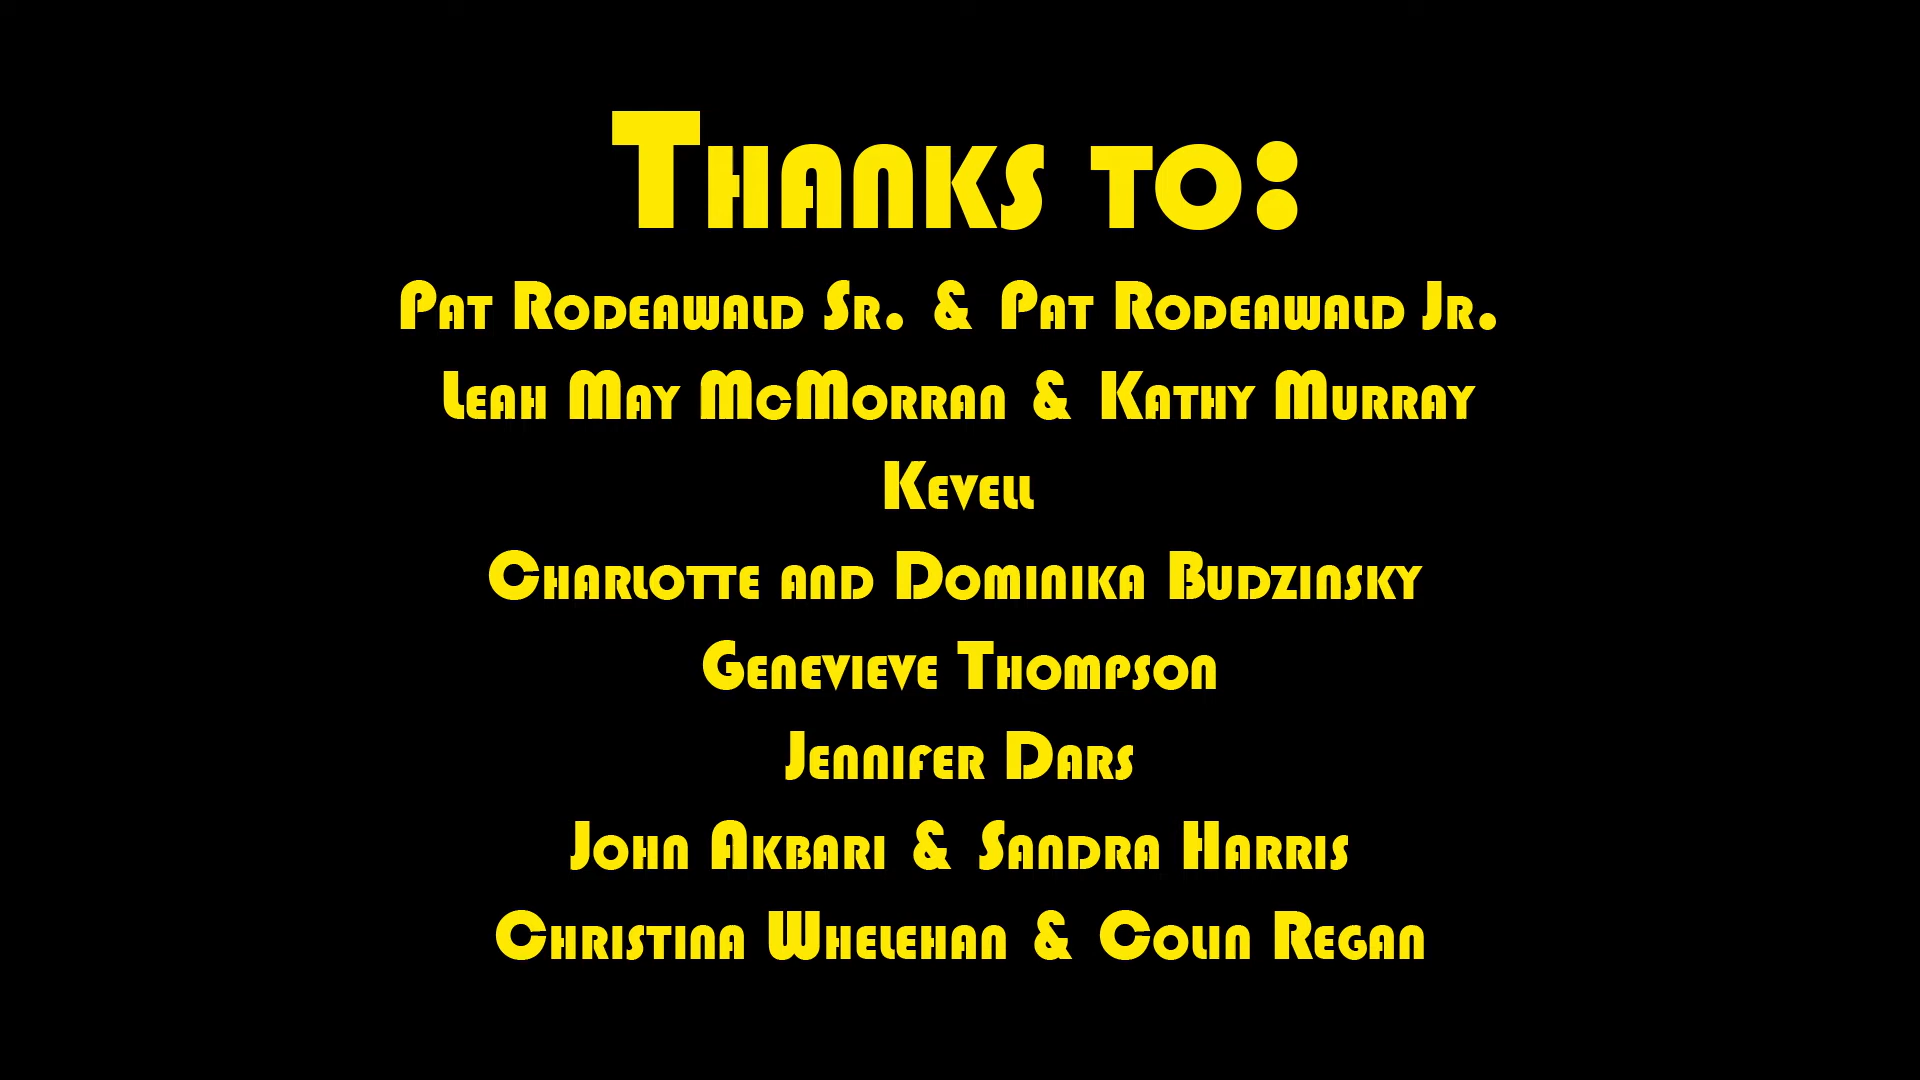 Thanks to:
Pat Rodeawald Sr. & Pat Rodeawald Jr.
Leah May McMorran & Kathy Murray
Kevell
Charlotte and Dominika Budzinsky
Genevieve Thompson
Jennifer Dars
John Akbari & Sandra Harris
Christina Whelehan & Colin Regan